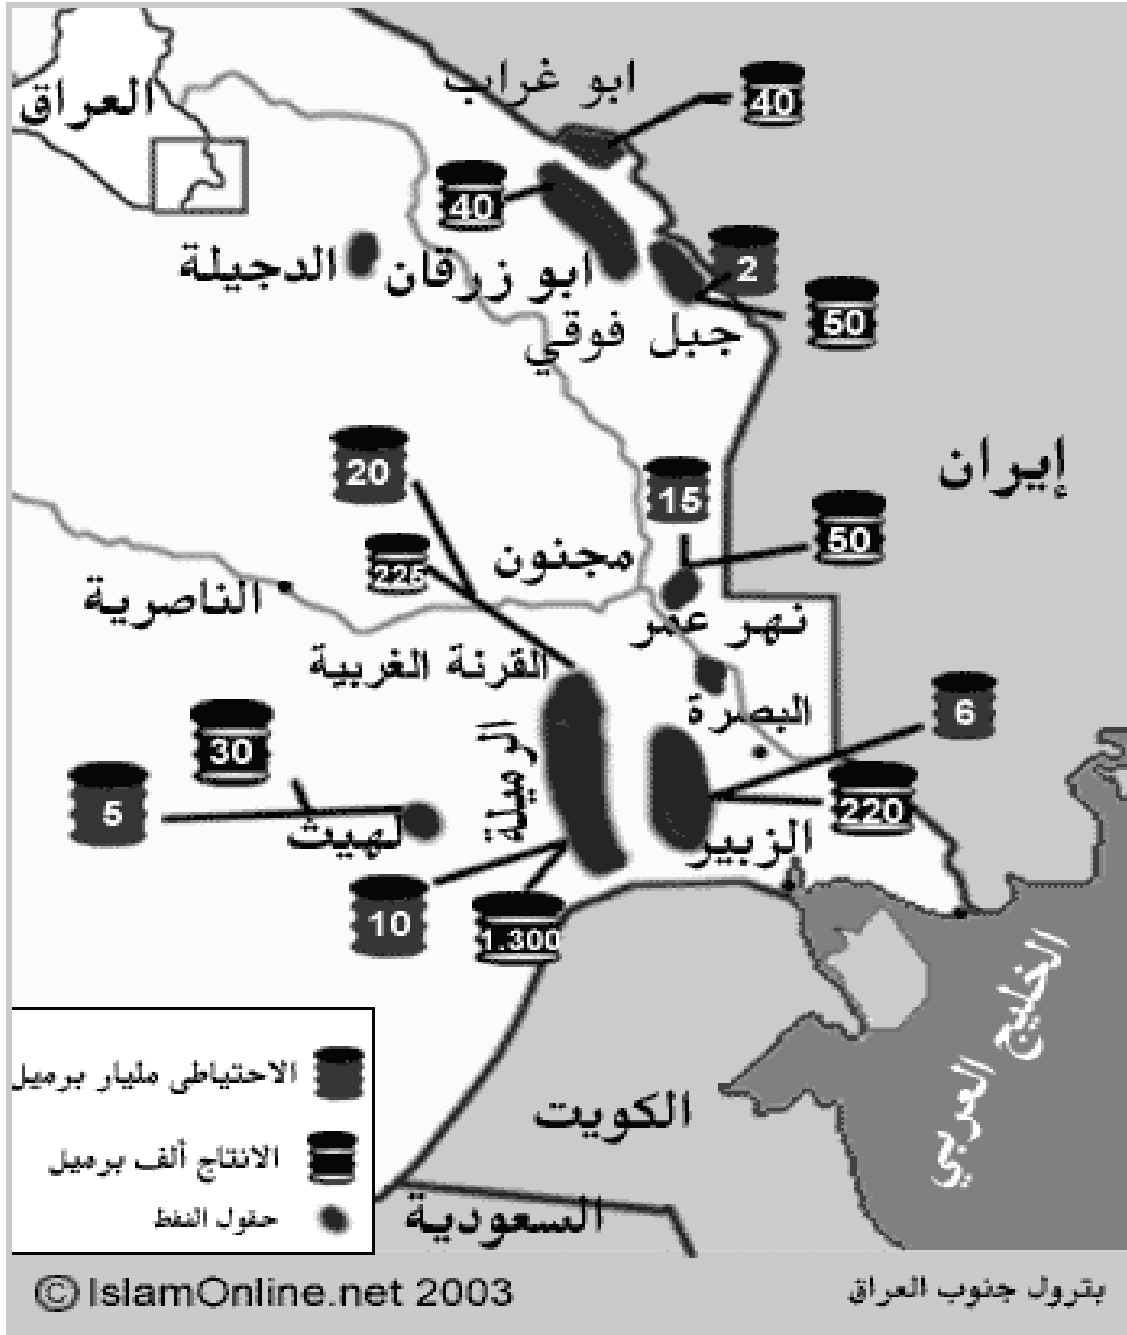 العراق
ابو غراب
40
40
2
50
الدجيلة
ابو زرقان
جبل فوقي
إيران
20
15
50
225
مجنون
الناصرية
نهر عمر
القرنة الغربية
البصرة
6
30
الرميلة
5
220
لهيث
الزبير
10
1.300
الخليج العربي
الاحتياطى مليار برميل
الانتاج ألف برميل
حقول النفط
الكويت
السعودية
© IslamOnline.net 2003
بترول جنوب العراق